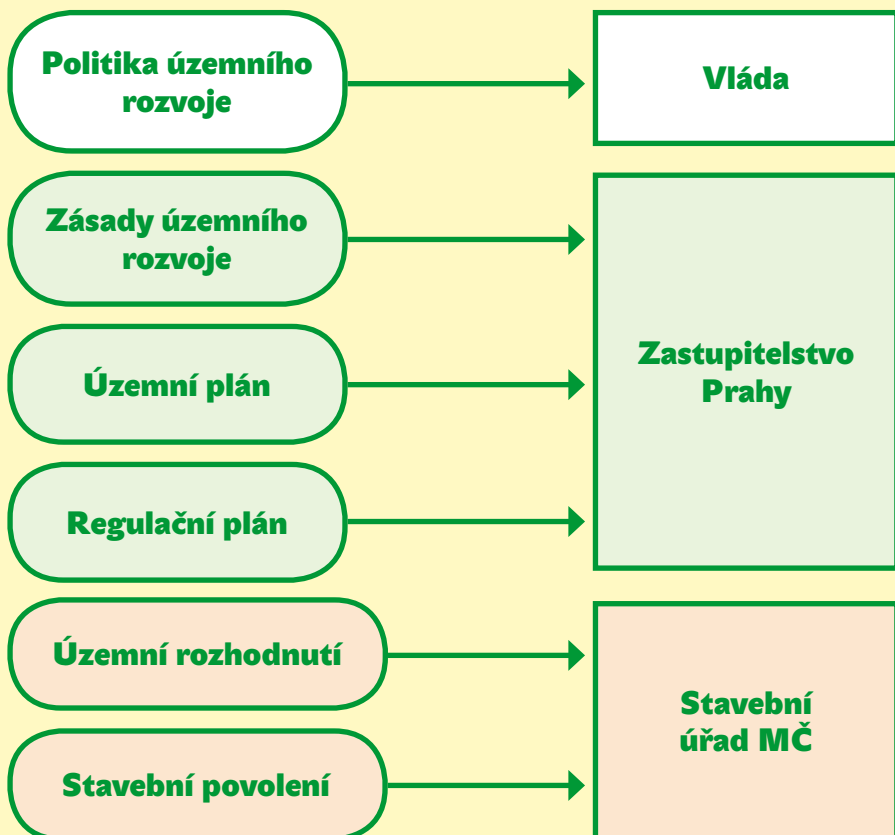 Politika územního
rozvoje
Vláda
Zásady územního
rozvoje
Územní plán
Zastupitelstvo
Prahy
Regulační plán
Územní rozhodnutí
Stavební
úřad MČ
Stavební povolení